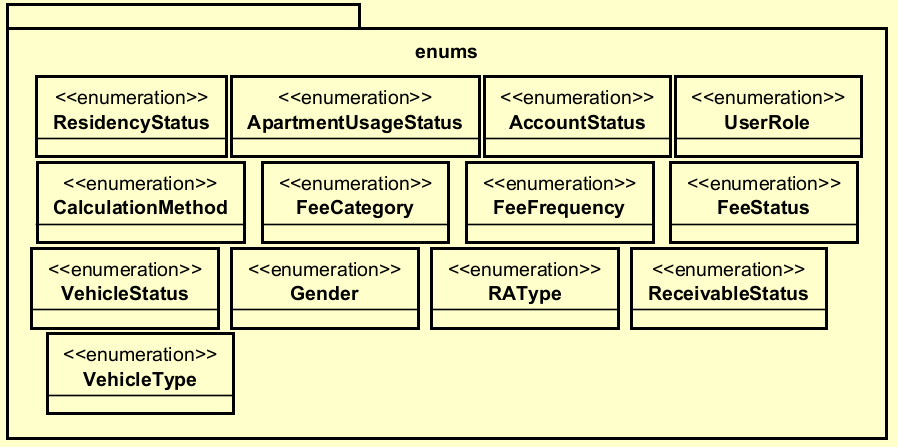 enums
<<enumeration>> <<enumeration>> <<enumeration>> <<enumeration>>
ResidencyStatus ApartmentUsageStatus AccountStatus UserRole
<<enumeration>> <<enumeration>> <<enumeration>> <<enumeration>>
CalculationMethod FeeCategory FeeFrequency FeeStatus
<<enumeration>> <<enumeration>> <<enumeration>> <<enumeration>>
VehicleStatus Gender RAType ReceivableStatus
<<enumeration>>
VehicleType